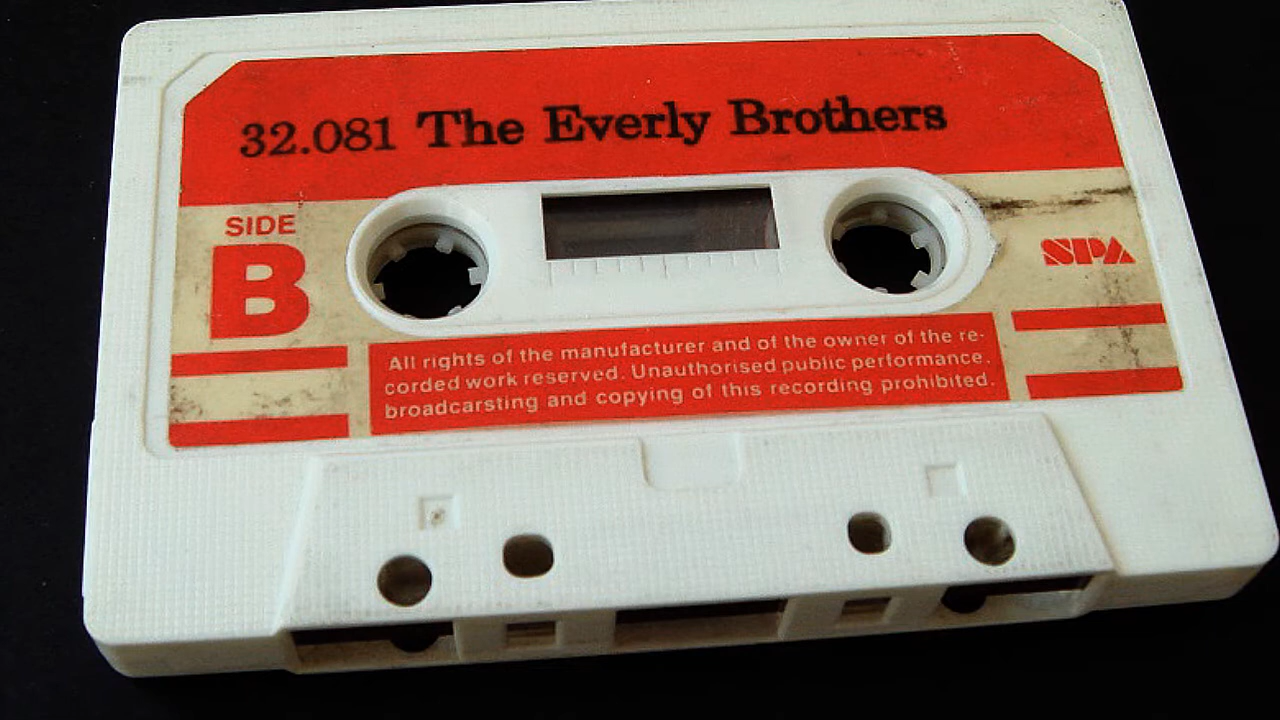 32.081 The Everly Brothers
SIDE
B
SPA
All rights of the manufacturer and of the owner of the re-
corded work reserved. Unauthorised public performance.
broadcarsting and copying of this recording prohibited.